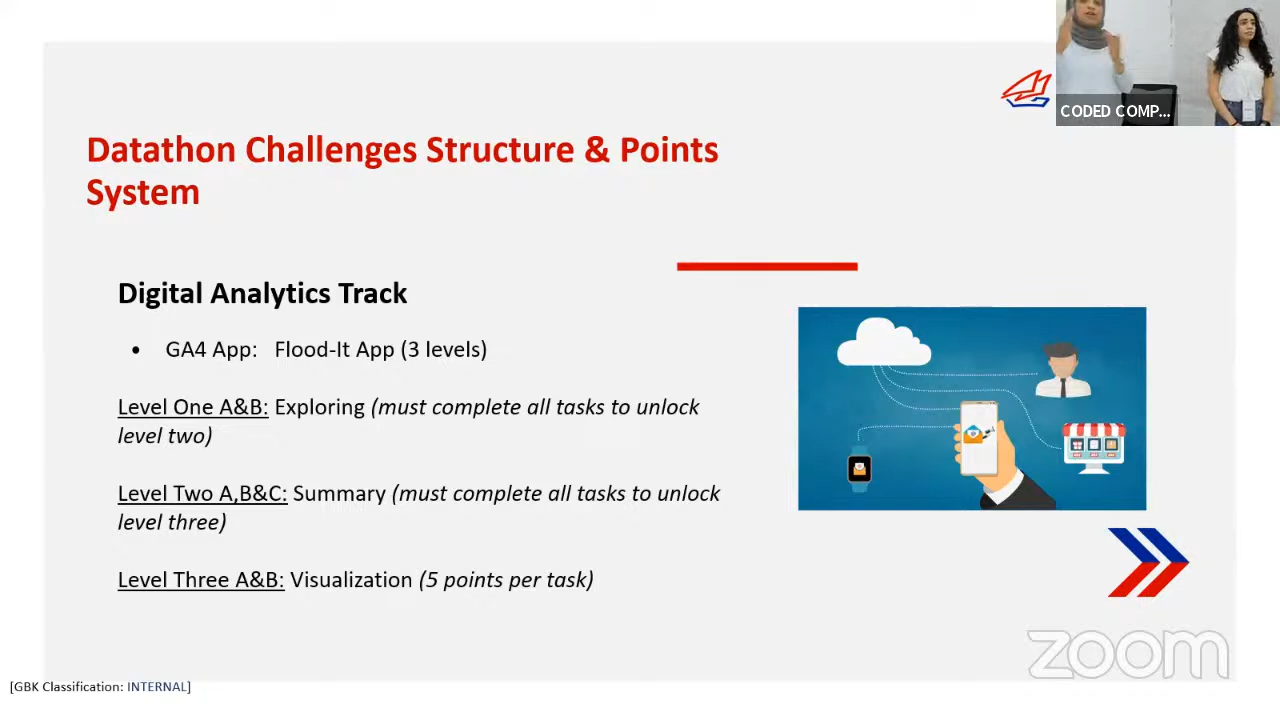 CODED COMP...
Datathon Challenges Structure & Points
System
Digital Analytics Track
• GA4 App: Flood-It App (3 levels)
Level One A&B: Exploring (must complete all tasks to unlock
level two)
Level Two A,B&C: Summary (must complete all tasks to unlock
level three)
Level Three A&B: Visualization (5 points per task)
zoom
[GBK Classification: INTERNAL]